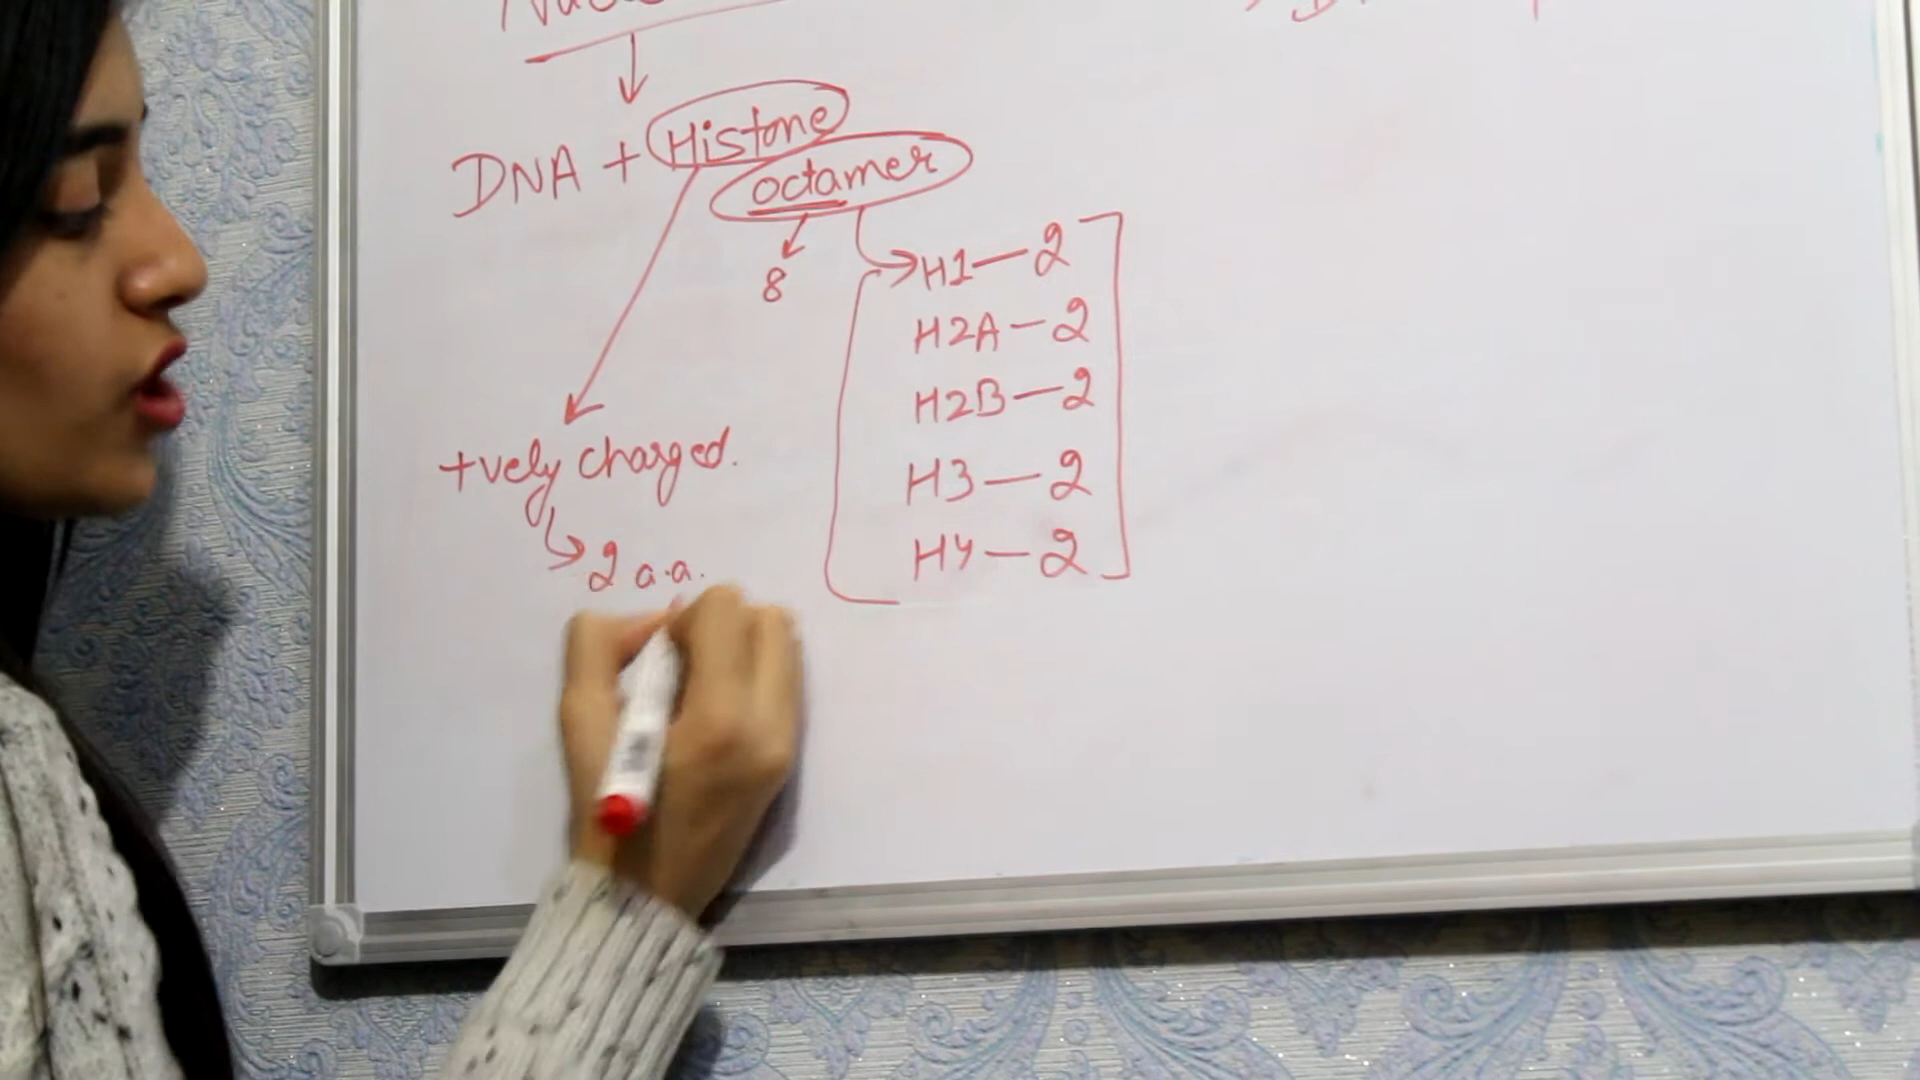 DNA + Histone
octamer
8
H1—2
H2A—2
H2B—2
H3—2
H4—2
+vely charged.
2 a.a.